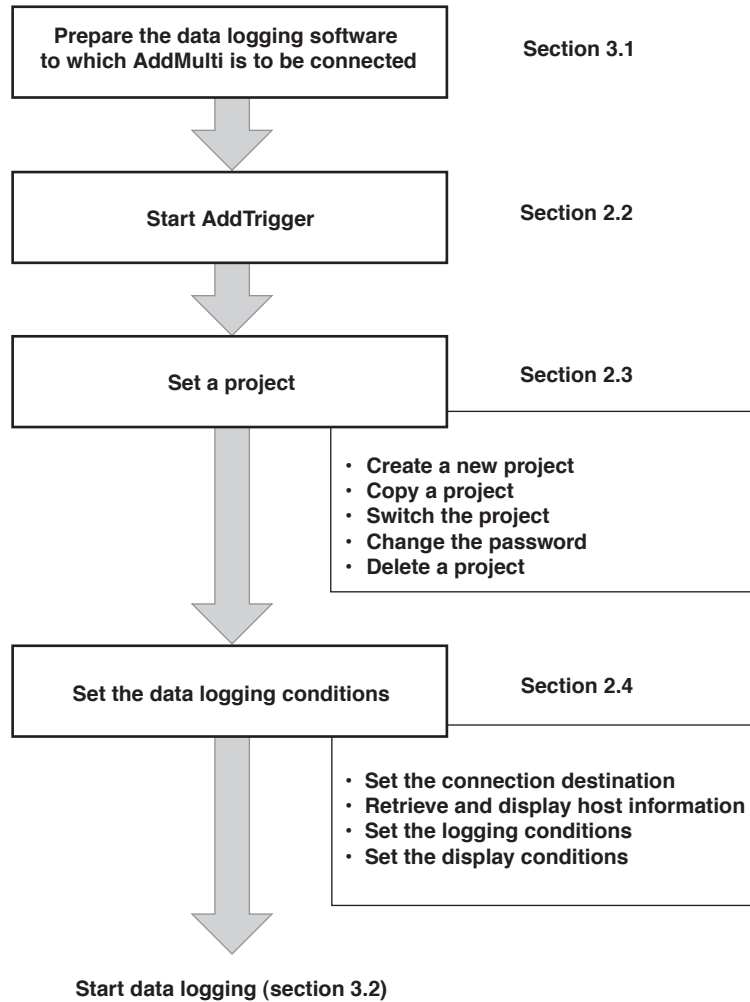 Prepare the data logging software
to which AddMulti is to be connected
Section 3.1
Start AddTrigger
Section 2.2
Set a project
Section 2.3
・ Create a new project
・ Copy a project
・ Switch the project
・ Change the password
・ Delete a project
Set the data logging conditions
Section 2.4
・ Set the connection destination
・ Retrieve and display host information
・ Set the logging conditions
・ Set the display conditions
Start data logging (section 3.2)